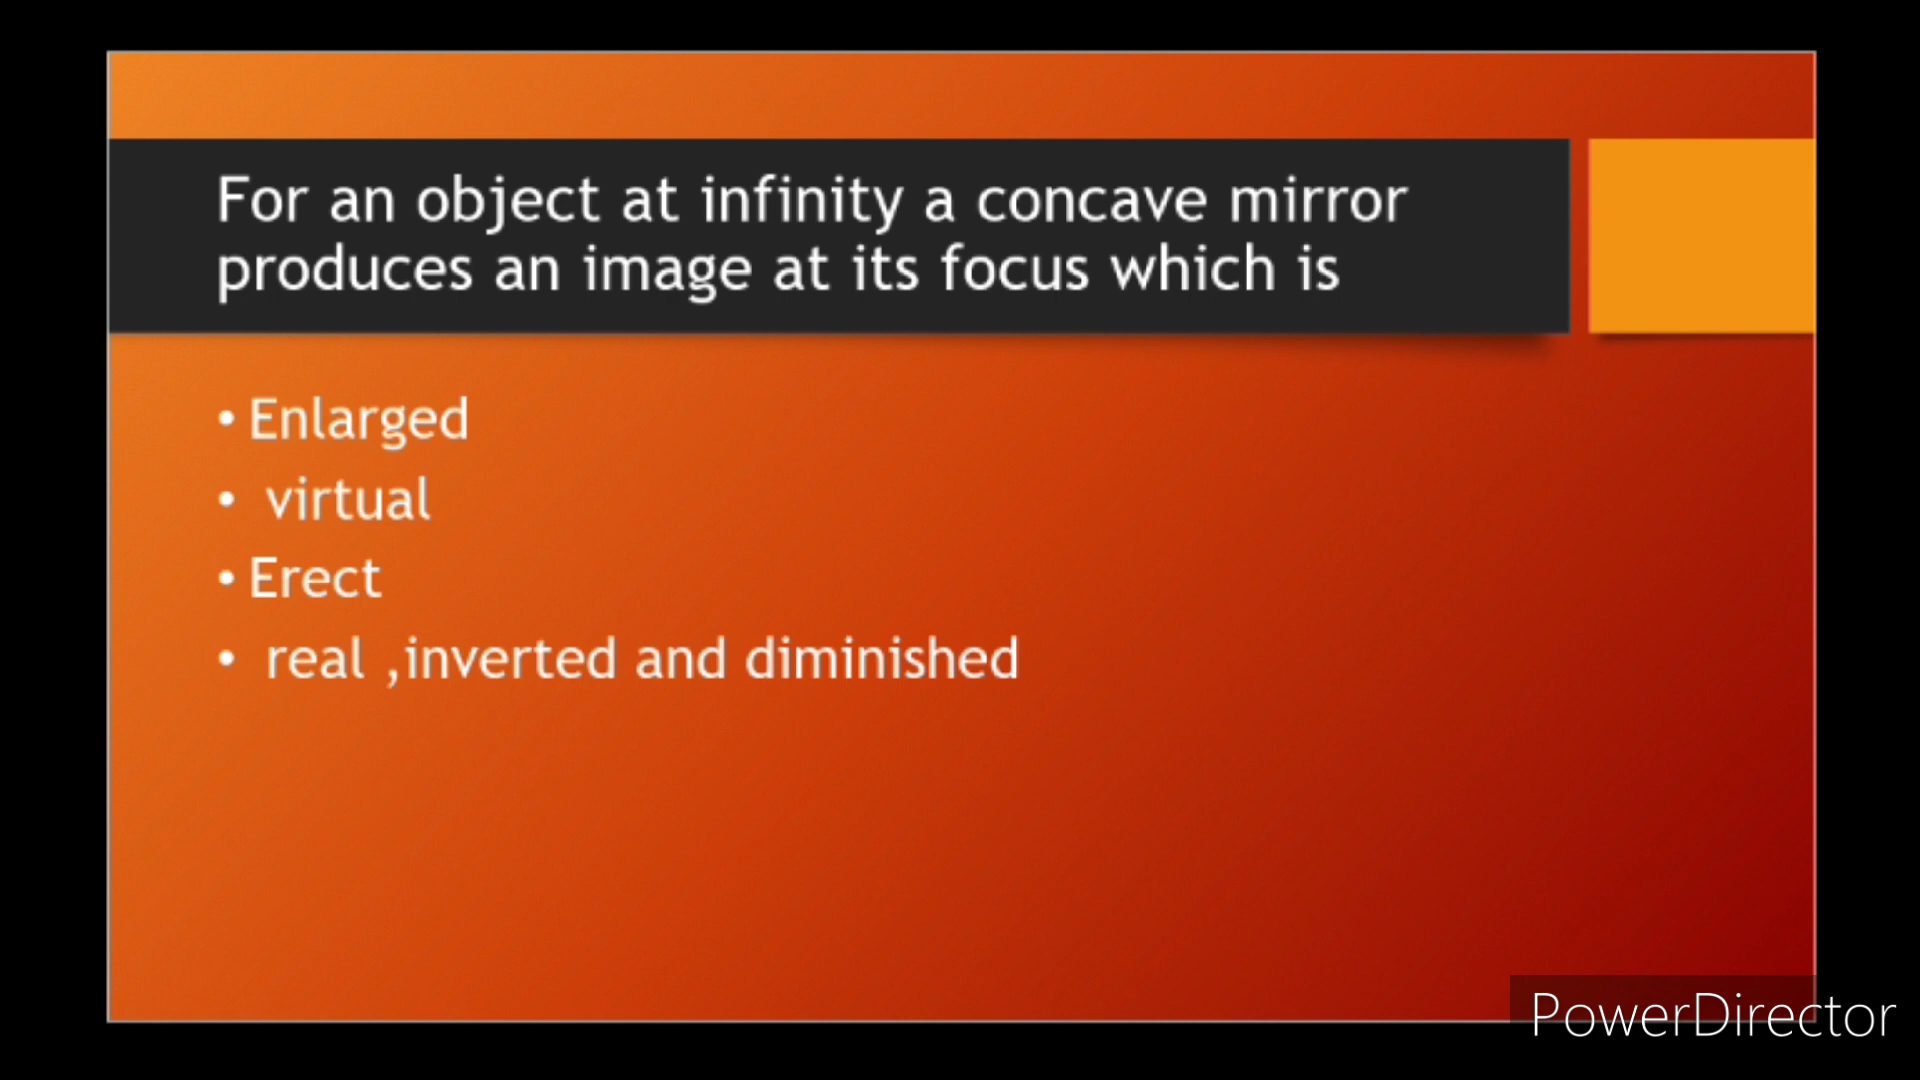 For an object at infinity a concave mirror
produces an image at its focus which is
• Enlarged
• virtual
• Erect
• real ,inverted and diminished
PowerDirector